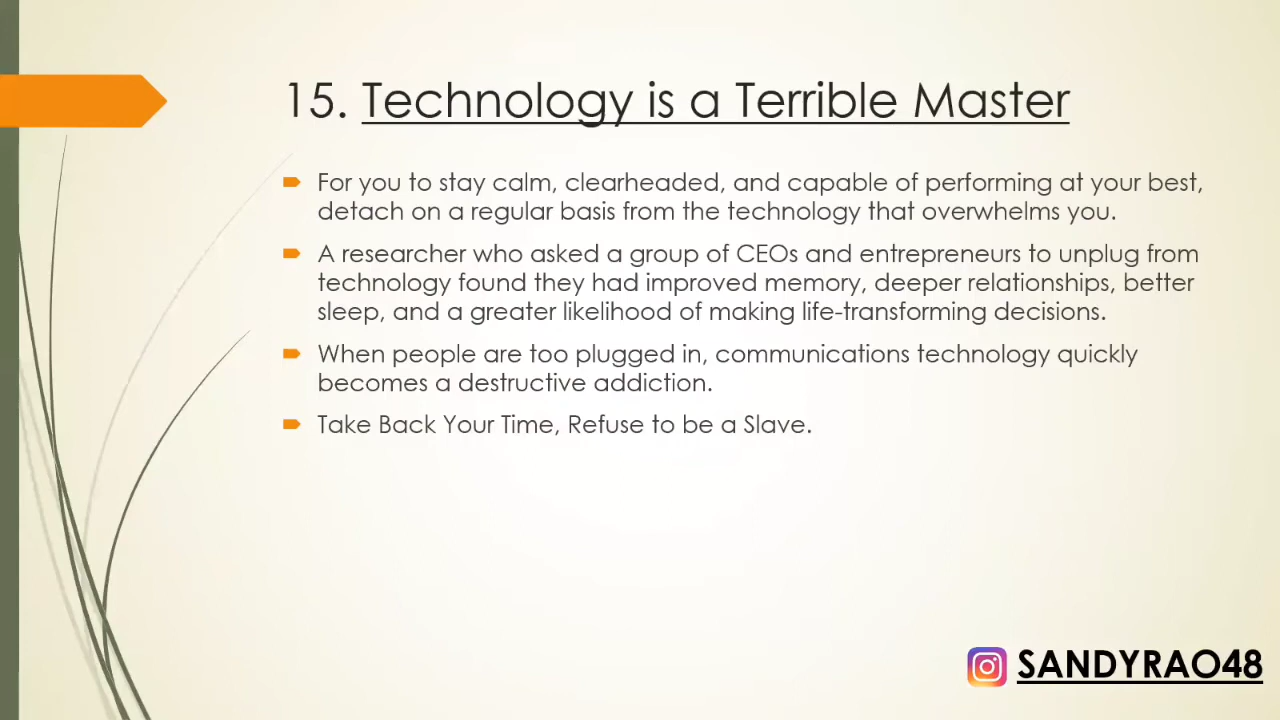 15. Technology is a Terrible Master
For you to stay calm, clearheaded, and capable of performing at your best,
detach on a regular basis from the technology that overwhelms you.
A researcher who asked a group of CEOs and entrepreneurs to unplug from
technology found they had improved memory, deeper relationships, better
sleep, and a greater likelihood of making life-transforming decisions.
When people are too plugged in, communications technology quickly
becomes a destructive addiction.
Take Back Your Time, Refuse to be a Slave.
SANDYRAO48